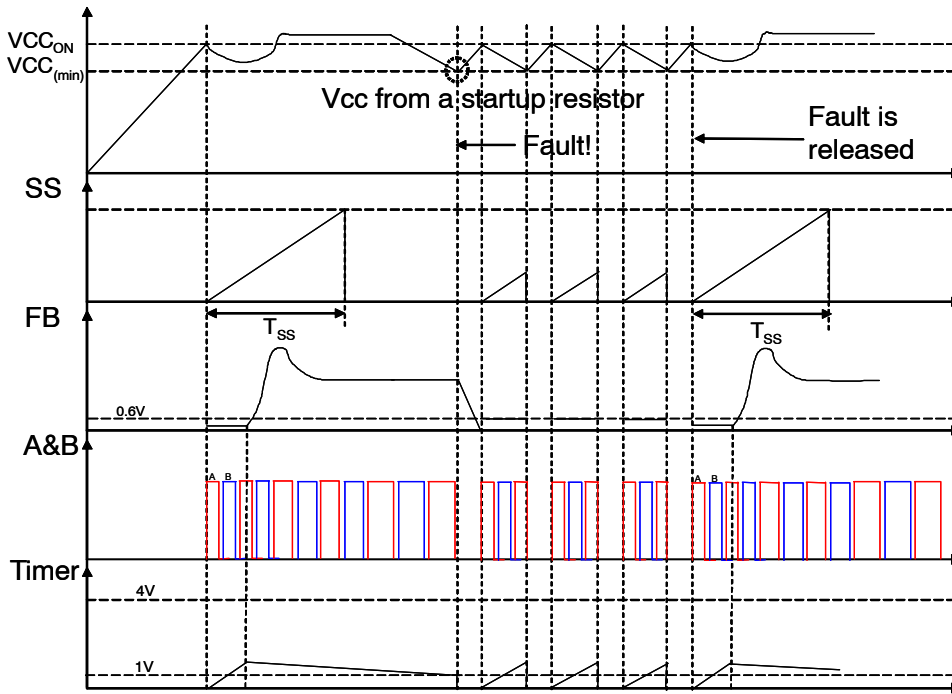 VCC_ON
VCC_(min)
Vcc from a startup resistor
Fault!
Fault is
released
SS
T_SS
T_SS
FB
0.6V
A&B
A B
A B
Timer
4V
1V